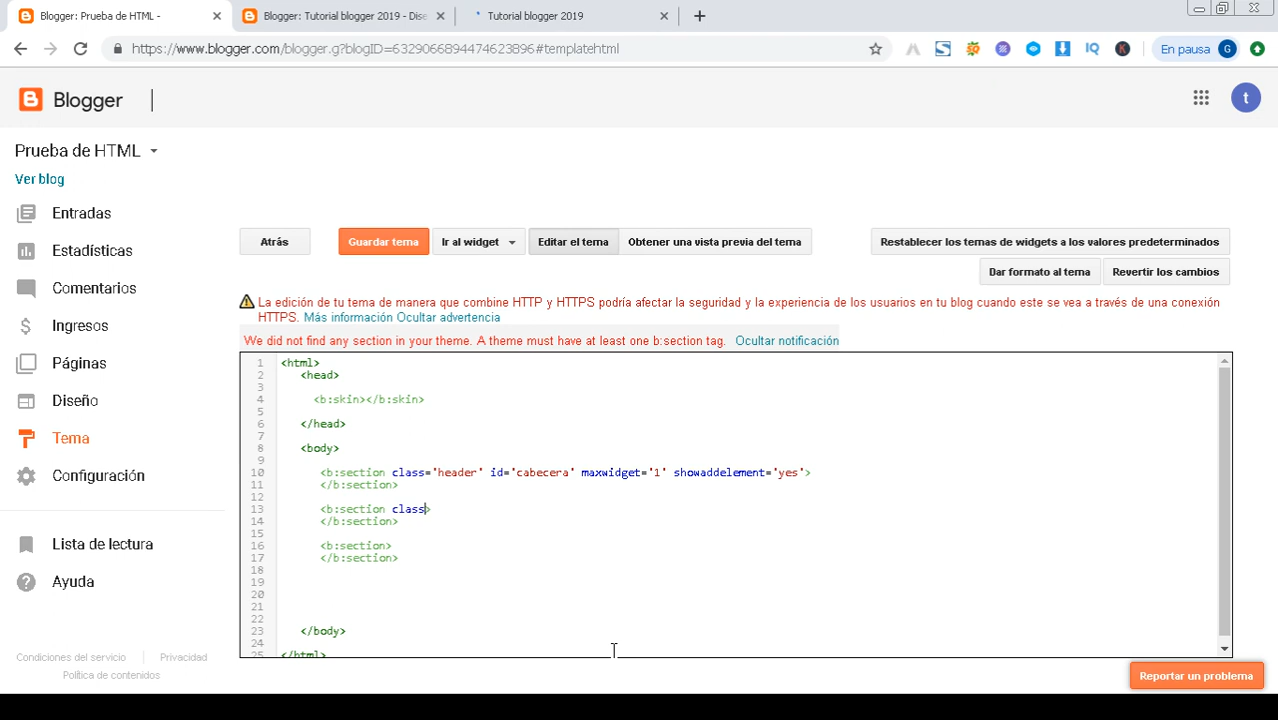 Blogger: Prueba de HTML -
Blogger: Tutorial blogger 2019 - Dise
Tutorial blogger 2019
https://www.blogger.com/blogger.g?blogID=6329066894474623896#templatehtml
En pausa
G
Blogger
t
Prueba de HTML
Ver blog
Entradas
Estadísticas
Comentarios
Ingresos
Páginas
Diseño
Tema
Configuración
Lista de lectura
Ayuda
Condiciones del servicio
Privacidad
Política de contenidos
Atrás
Guardar tema
Ir al widget
Editar el tema
Obtener una vista previa del tema
Restablecer los temas de widgets a los valores predeterminados
Dar formato al tema
Revertir los cambios
La edición de tu tema de manera que combine HTTP y HTTPS podría afectar la seguridad y la experiencia de los usuarios en tu blog cuando este se vea a través de una conexión
HTTPS. Más información Ocultar advertencia
We did not find any section in your theme. A theme must have at least one b:section tag. Ocultar notificación
1 <html>
2 <head>
3
4 <b:skin></b:skin>
5
6 </head>
7
8 <body>
9
10 <b:section class='header' id='cabecera' maxwidget='1' showaddelement='yes'>
11 </b:section>
12
13 <b:section class>
14 </b:section>
15
16 <b:section>
17 </b:section>
18
19
20
21
22
23 </body>
24
25 </html>
Reportar un problema